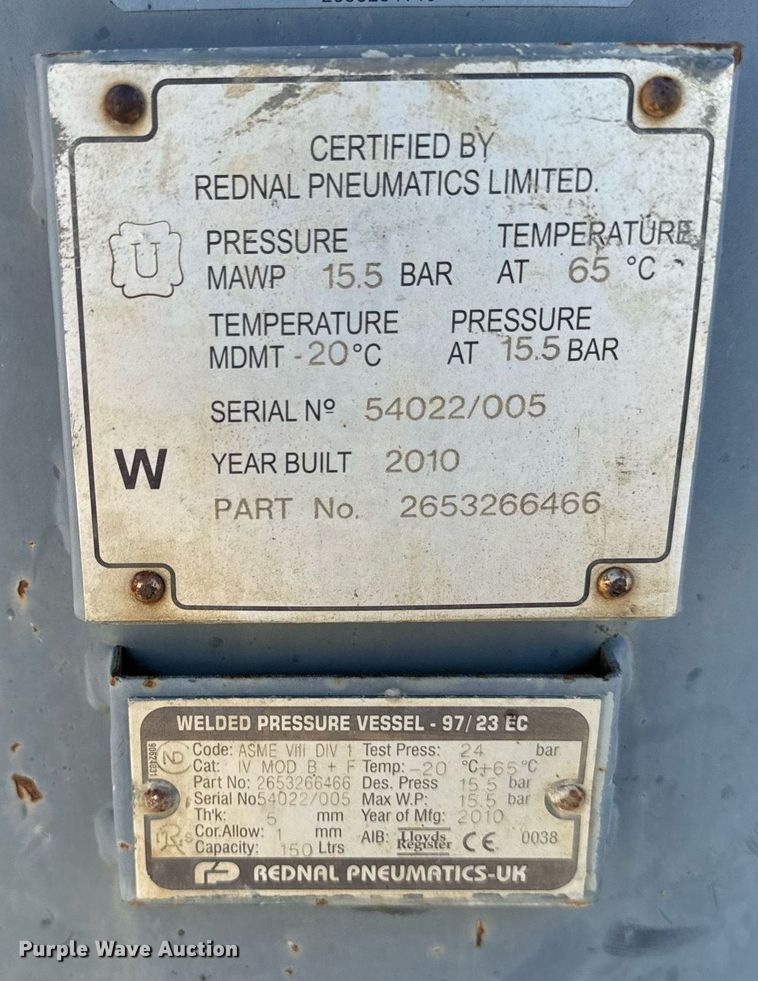 CERTIFIED BY
REDNAL PNEUMATICS LIMITED.
U
PRESSURE TEMPERATURE
MAWP 15.5 BAR AT 65 °C
TEMPERATURE PRESSURE
MDMT -20°C AT 15.5 BAR
SERIAL Nº 54022/005
W YEAR BUILT 2010
PART No. 2653266466
WELDED PRESSURE VESSEL - 97/23 EC
Code: ASME VIII DIV 1 Test Press: 24 bar
Cat: IV MOD B + F Temp: -20 °C+65°C
Part No: 2653266466 Des. Press 15.5 bar
Serial No 54022/005 Max W.P: 15.5 bar
Th'k: 6 mm Year of Mfg: 2010
Cor.Allow: 1 mm AIB: Lloyds Register CE 0038
Capacity: 150 Ltrs
REDNAL PNEUMATICS-UK
Purple Wave Auction